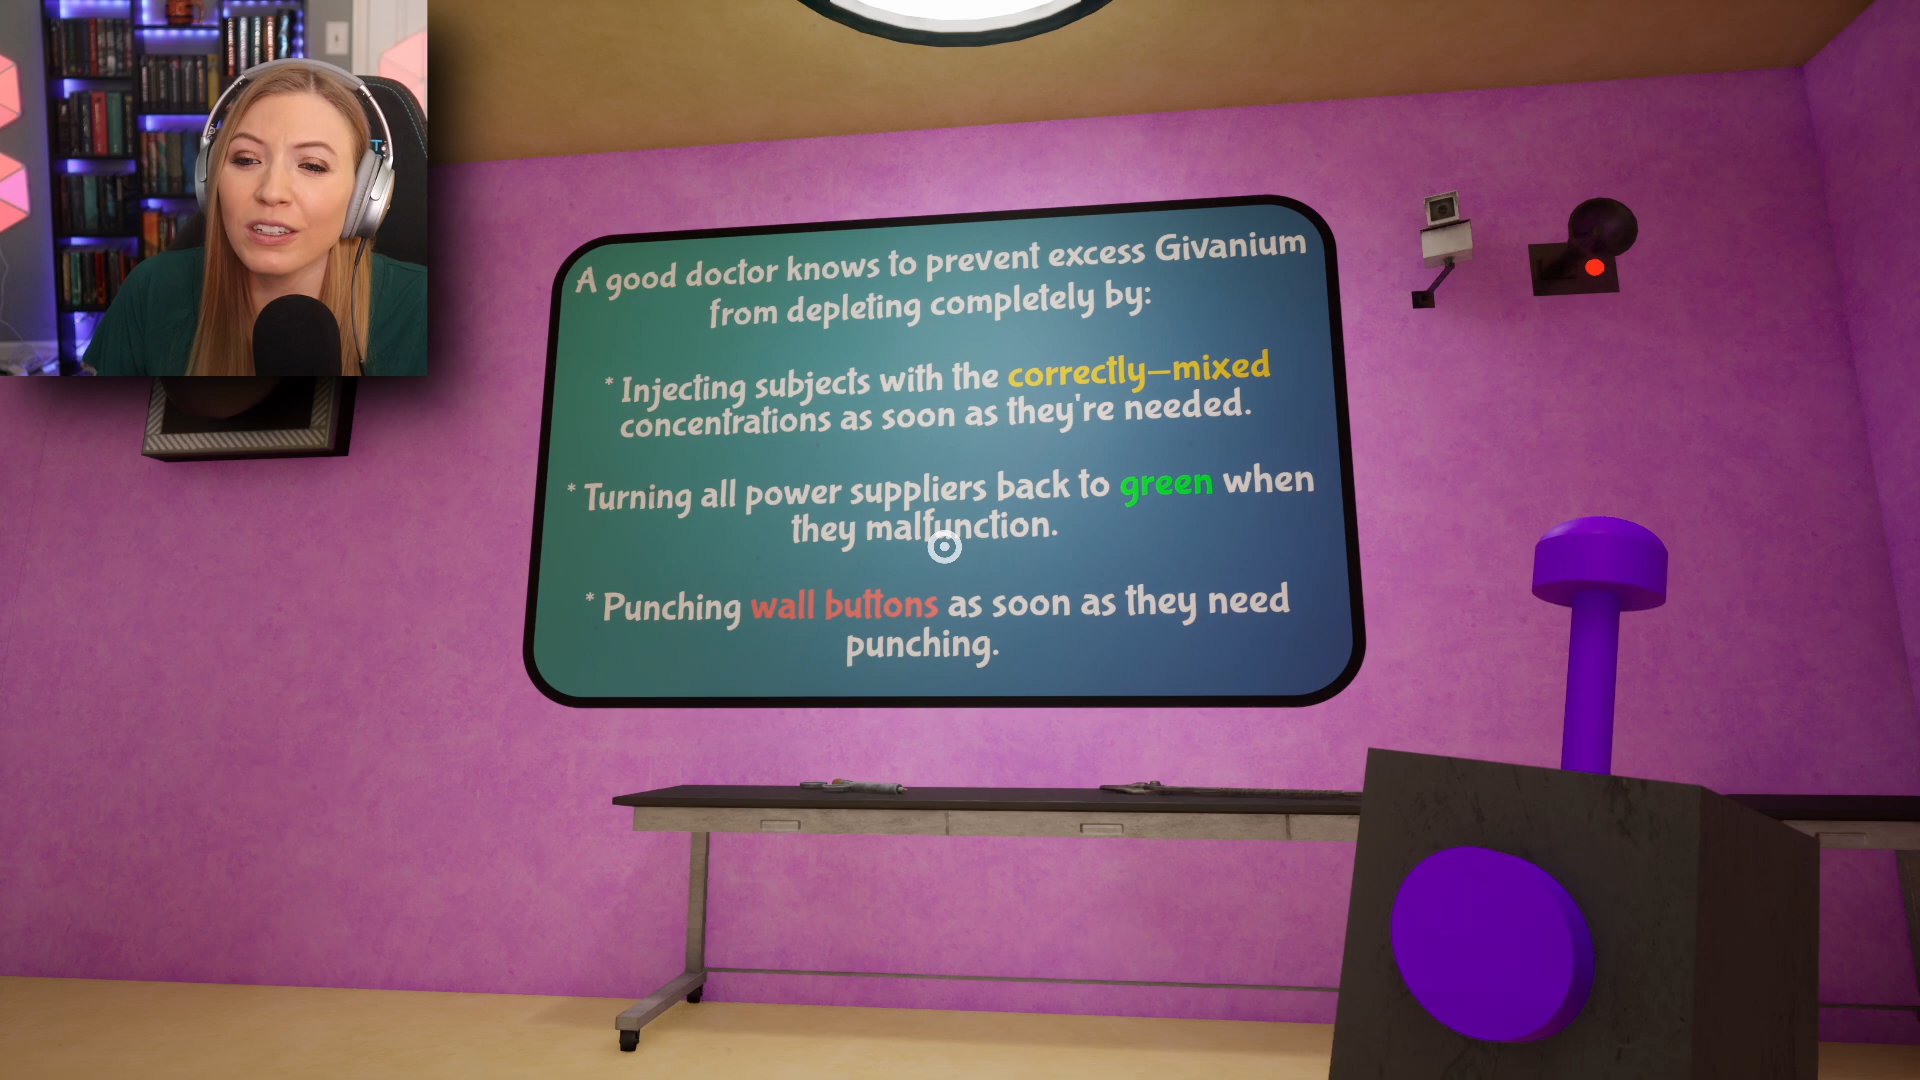 A good doctor knows to prevent excess Givanium
from depleting completely by:
* Injecting subjects with the correctly-mixed
concentrations as soon as they're needed.
* Turning all power suppliers back to green when
they malfunction.
* Punching wall buttons as soon as they need
punching.